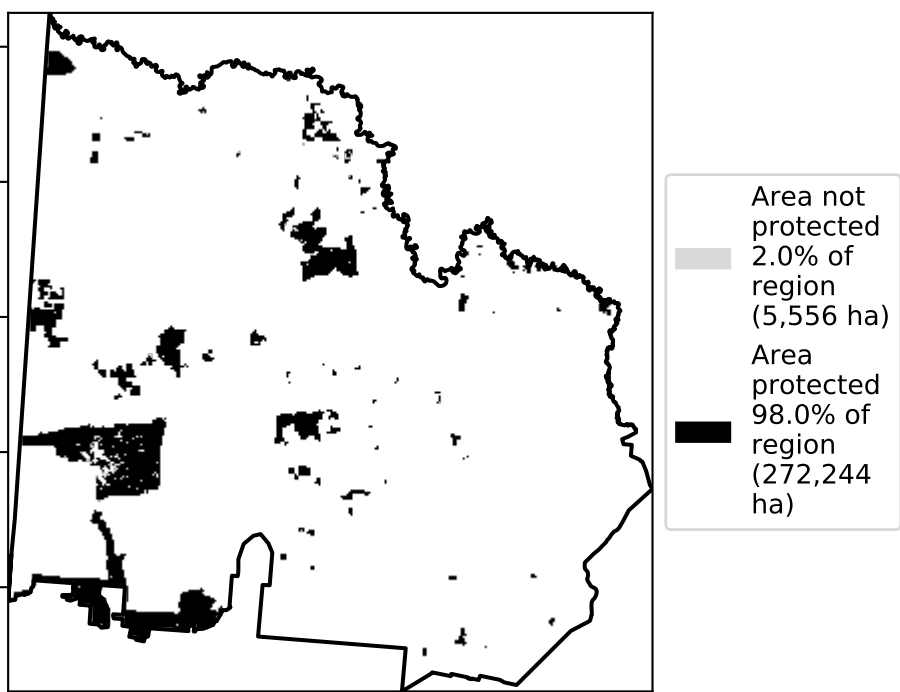 Area not
protected
2.0% of
region
(5,556 ha)
Area
protected
98.0% of
region
(272,244
ha)